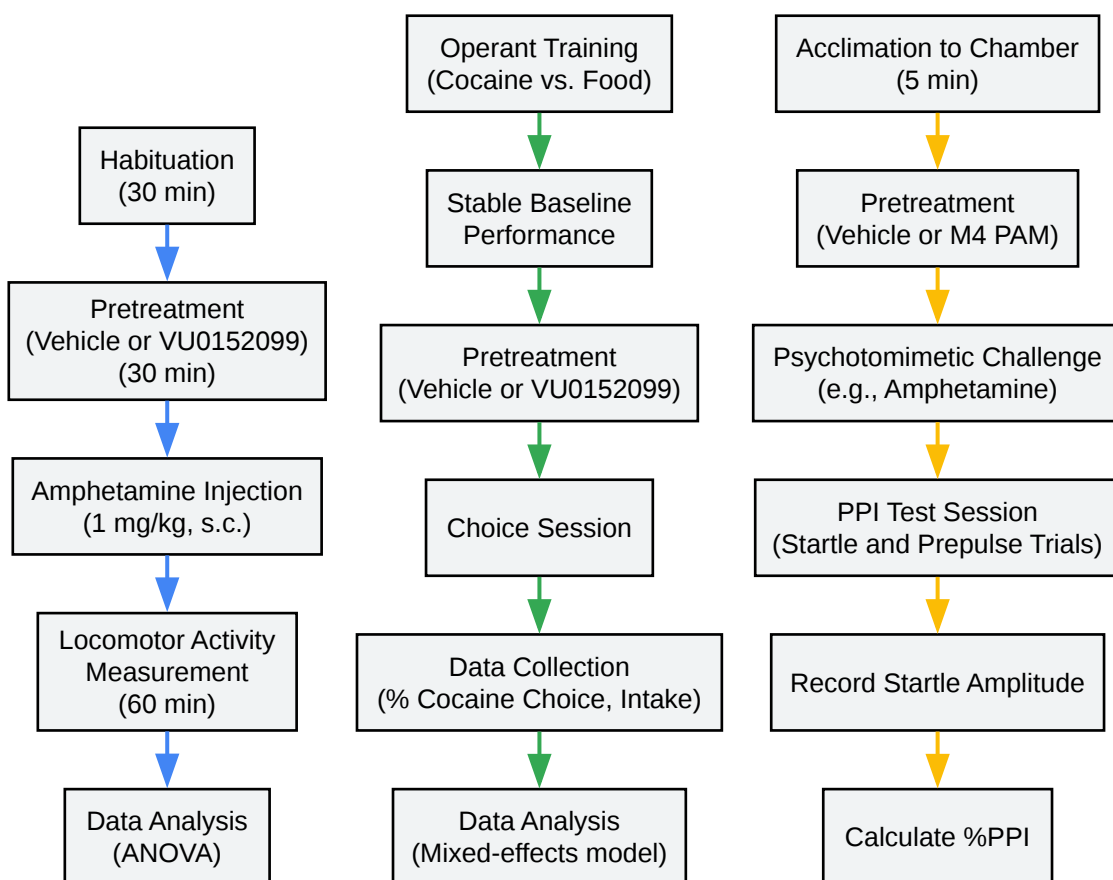 Habituation
(30 min)
Pretreatment
(Vehicle or VU0152099)
(30 min)
Amphetamine Injection
(1 mg/kg, s.c.)
Locomotor Activity
Measurement
(60 min)
Data Analysis
(ANOVA)
Operant Training
(Cocaine vs. Food)
Stable Baseline
Performance
Pretreatment
(Vehicle or VU0152099)
Choice Session
Data Collection
(% Cocaine Choice, Intake)
Data Analysis
(Mixed-effects model)
Acclimation to Chamber
(5 min)
Pretreatment
(Vehicle or M4 PAM)
Psychotomimetic Challenge
(e.g., Amphetamine)
PPI Test Session
(Startle and Prepulse Trials)
Record Startle Amplitude
Calculate %PPI